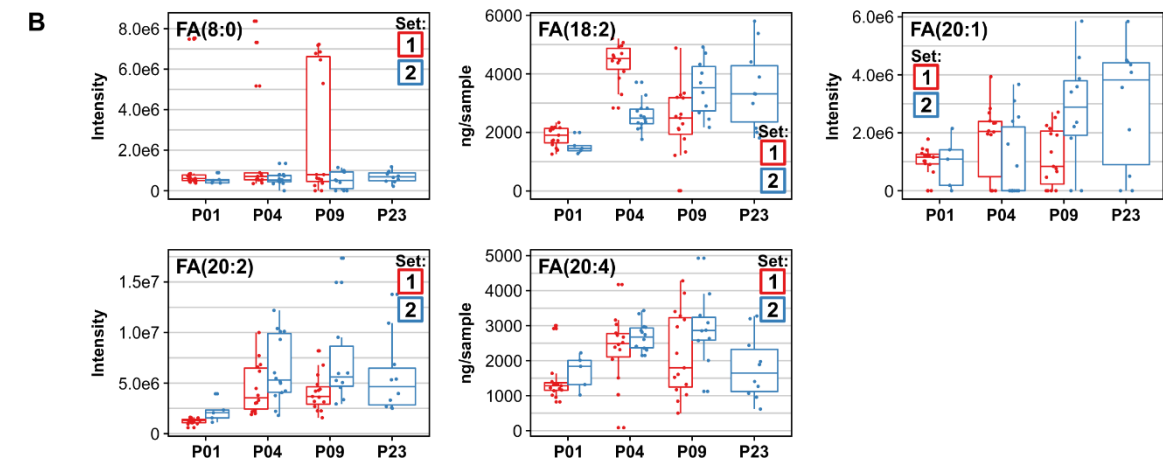 B
FA(8:0)
Set:
1
2
Intensity
8.0e6
6.0e6
4.0e6
2.0e6
0
P01 P04 P09 P23
FA(18:2)
Set:
1
2
ng/sample
6000
4000
2000
0
P01 P04 P09 P23
FA(20:1)
Set:
1
2
Intensity
6.0e6
4.0e6
2.0e6
0
P01 P04 P09 P23
FA(20:2)
Set:
1
2
Intensity
1.5e7
1.0e7
5.0e6
0
P01 P04 P09 P23
FA(20:4)
Set:
1
2
ng/sample
5000
4000
3000
2000
1000
0
P01 P04 P09 P23